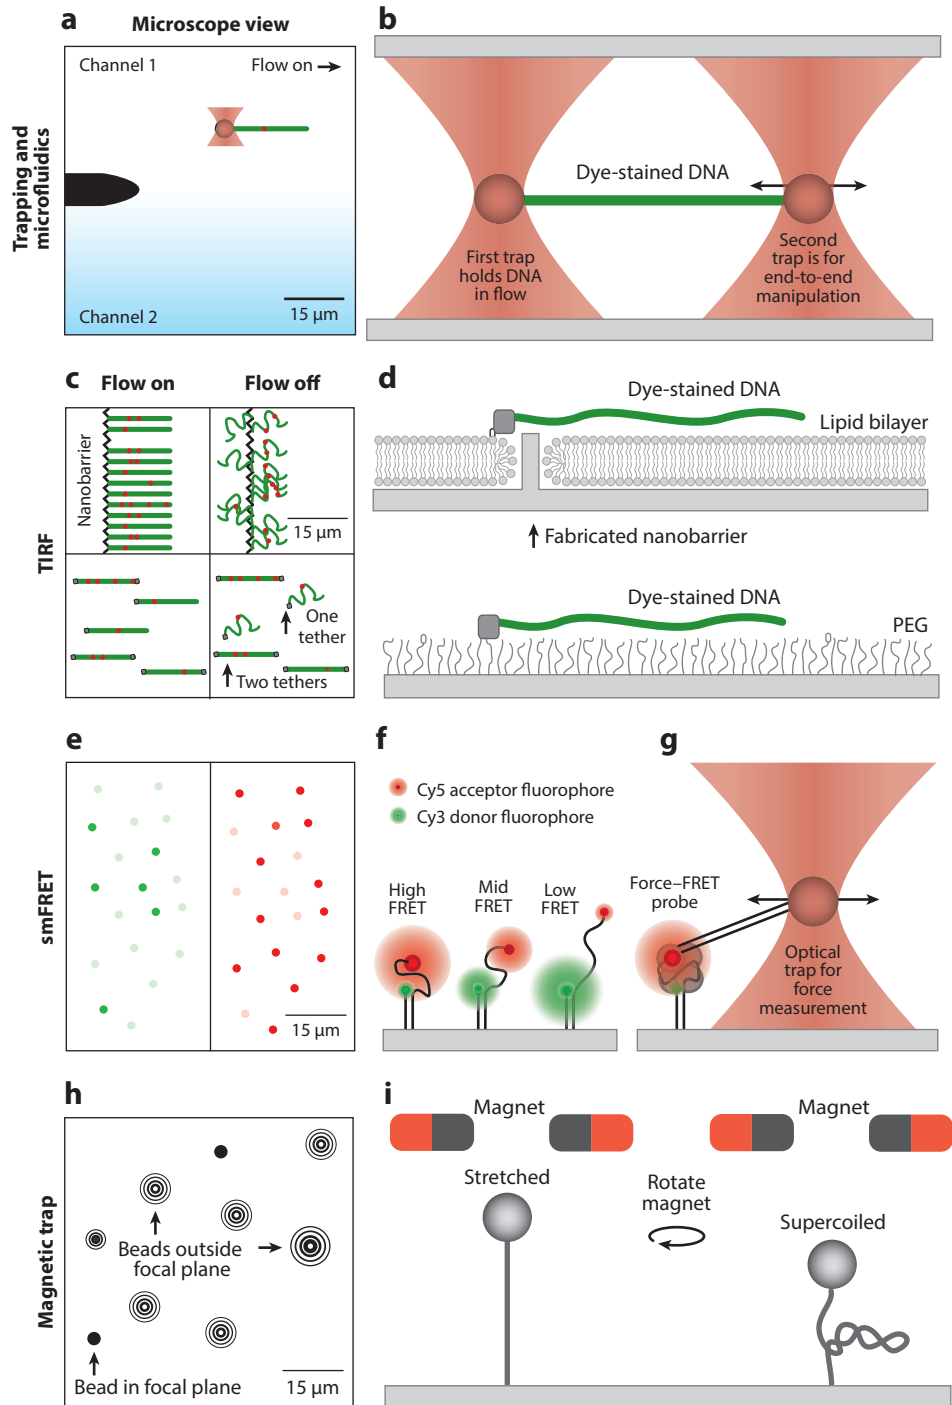 a
Microscope view
Channel 1
Flow on
Channel 2
15 μm
Trapping and
microfluidics
b
Dye-stained DNA
First trap
holds DNA
in flow
Second
trap is for
end-to-end
manipulation
c
Flow on
Flow off
Nanobarrier
15 μm
One
tether
Two tethers
TIRF
d
Dye-stained DNA
Lipid bilayer
Fabricated nanobarrier
Dye-stained DNA
PEG
e
15 μm
smFRET
f
Cy5 acceptor fluorophore
Cy3 donor fluorophore
High
FRET
Mid
FRET
Low
FRET
g
Force–FRET
probe
Optical
trap for
force
measurement
h
Beads outside
focal plane
Bead in focal plane
15 μm
Magnetic trap
i
Magnet
Magnet
Stretched
Rotate
magnet
Supercoiled